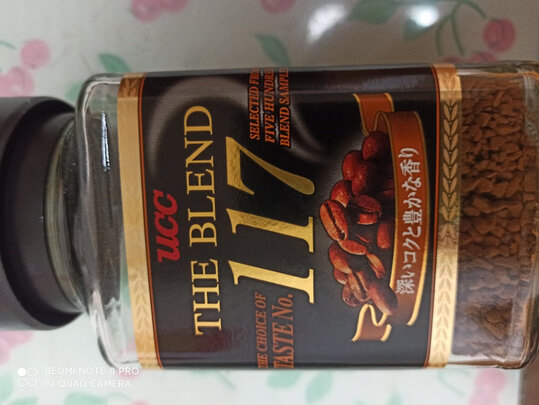 ucc
THE BLEND
117
THE CHOICE OF
TASTE No.
SELECTED FROM
FIVE HUNDRED
BLEND SAMPLES
深いコクと豊かな香り
REDMI NOTE 8 PRO
AI QUAD CAMERA